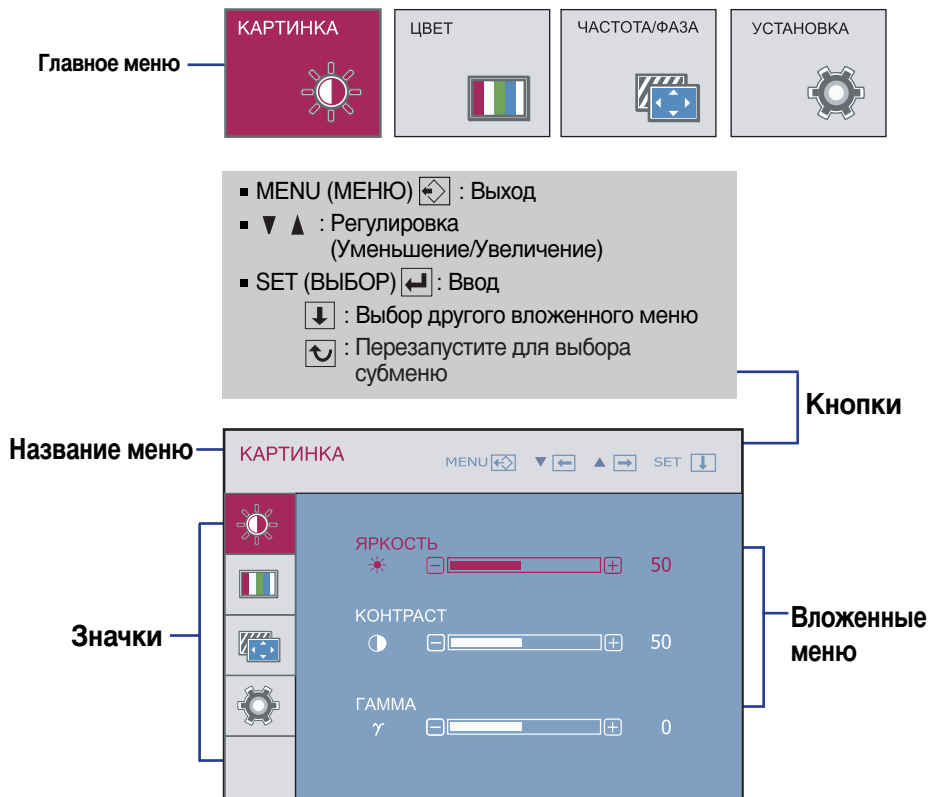 КАРТИНКА
ЦВЕТ
ЧАСТОТА/ФАЗА
УСТАНОВКА
Главное меню
MENU (МЕНЮ) : Выход
▼ ▲ : Регулировка
(Уменьшение/Увеличение)
SET (ВЫБОР) : Ввод
: Выбор другого вложенного меню
: Перезапустите для выбора
субменю
Кнопки
Название меню
КАРТИНКА
MENU ▼ ▲ SET
ЯРКОСТЬ
50
КОНТРАСТ
50
ГАММА
γ 0
Значки
Вложенные
меню